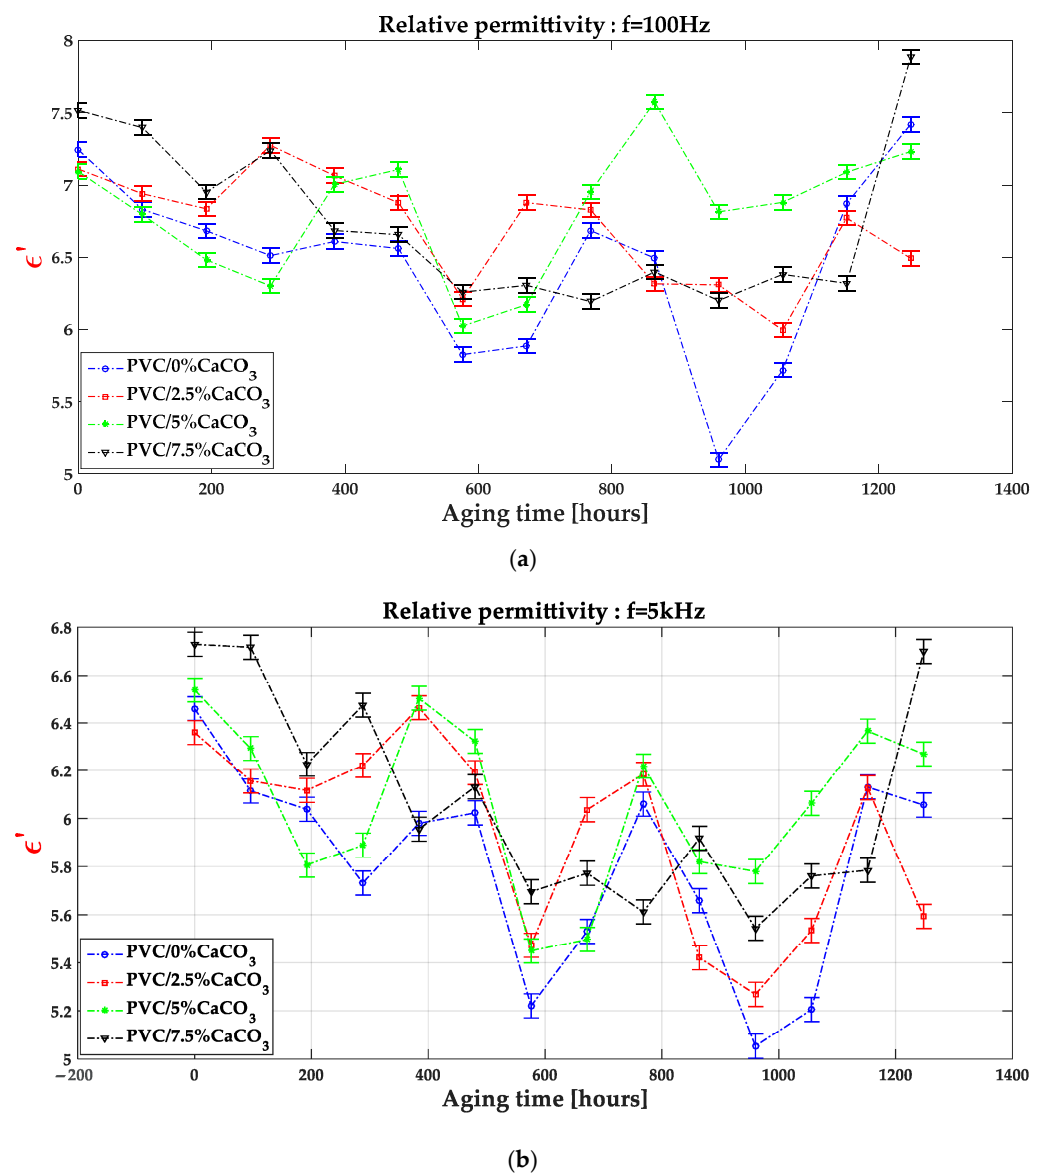 Relative permittivity : f=100Hz
8
7.5
7
6.5
6
5.5
5
ϵ'
PVC/0%CaCO₃
PVC/2.5%CaCO₃
PVC/5%CaCO₃
PVC/7.5%CaCO₃
0 200 400 600 800 1000 1200 1400
Aging time [hours]
(a)
Relative permittivity : f=5kHz
6.8
6.6
6.4
6.2
6
5.8
5.6
5.4
5.2
5
ϵ'
PVC/0%CaCO₃
PVC/2.5%CaCO₃
PVC/5%CaCO₃
PVC/7.5%CaCO₃
−200 0 200 400 600 800 1000 1200 1400
Aging time [hours]
(b)